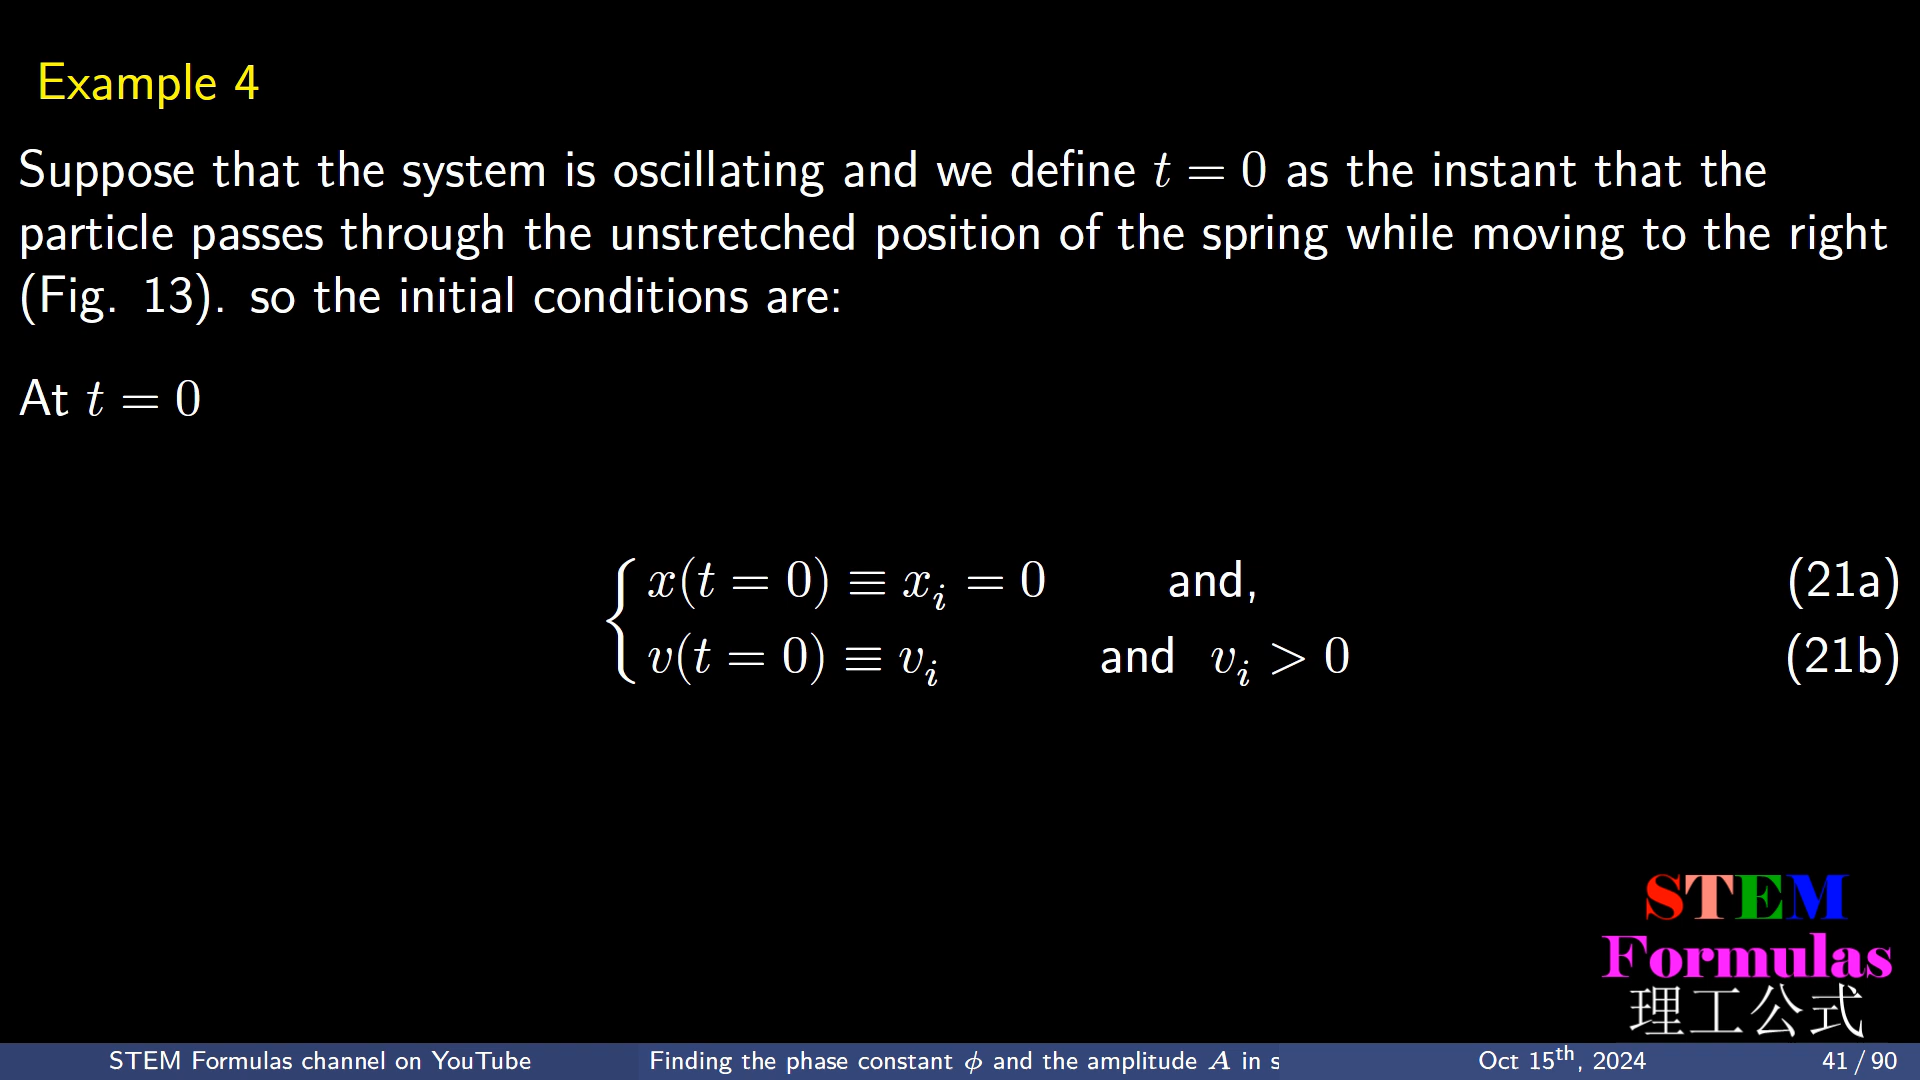 Example 4
Suppose that the system is oscillating and we define t = 0 as the instant that the
particle passes through the unstretched position of the spring while moving to the right
(Fig. 13). so the initial conditions are:
At t = 0
{ x(t = 0) ≡ x_i = 0 and, (21a)
v(t = 0) ≡ v_i and v_i > 0 (21b)
STEM
Formulas
理工公式
STEM Formulas channel on YouTube Finding the phase constant ϕ and the amplitude A in s Oct 15th, 2024 41 / 90